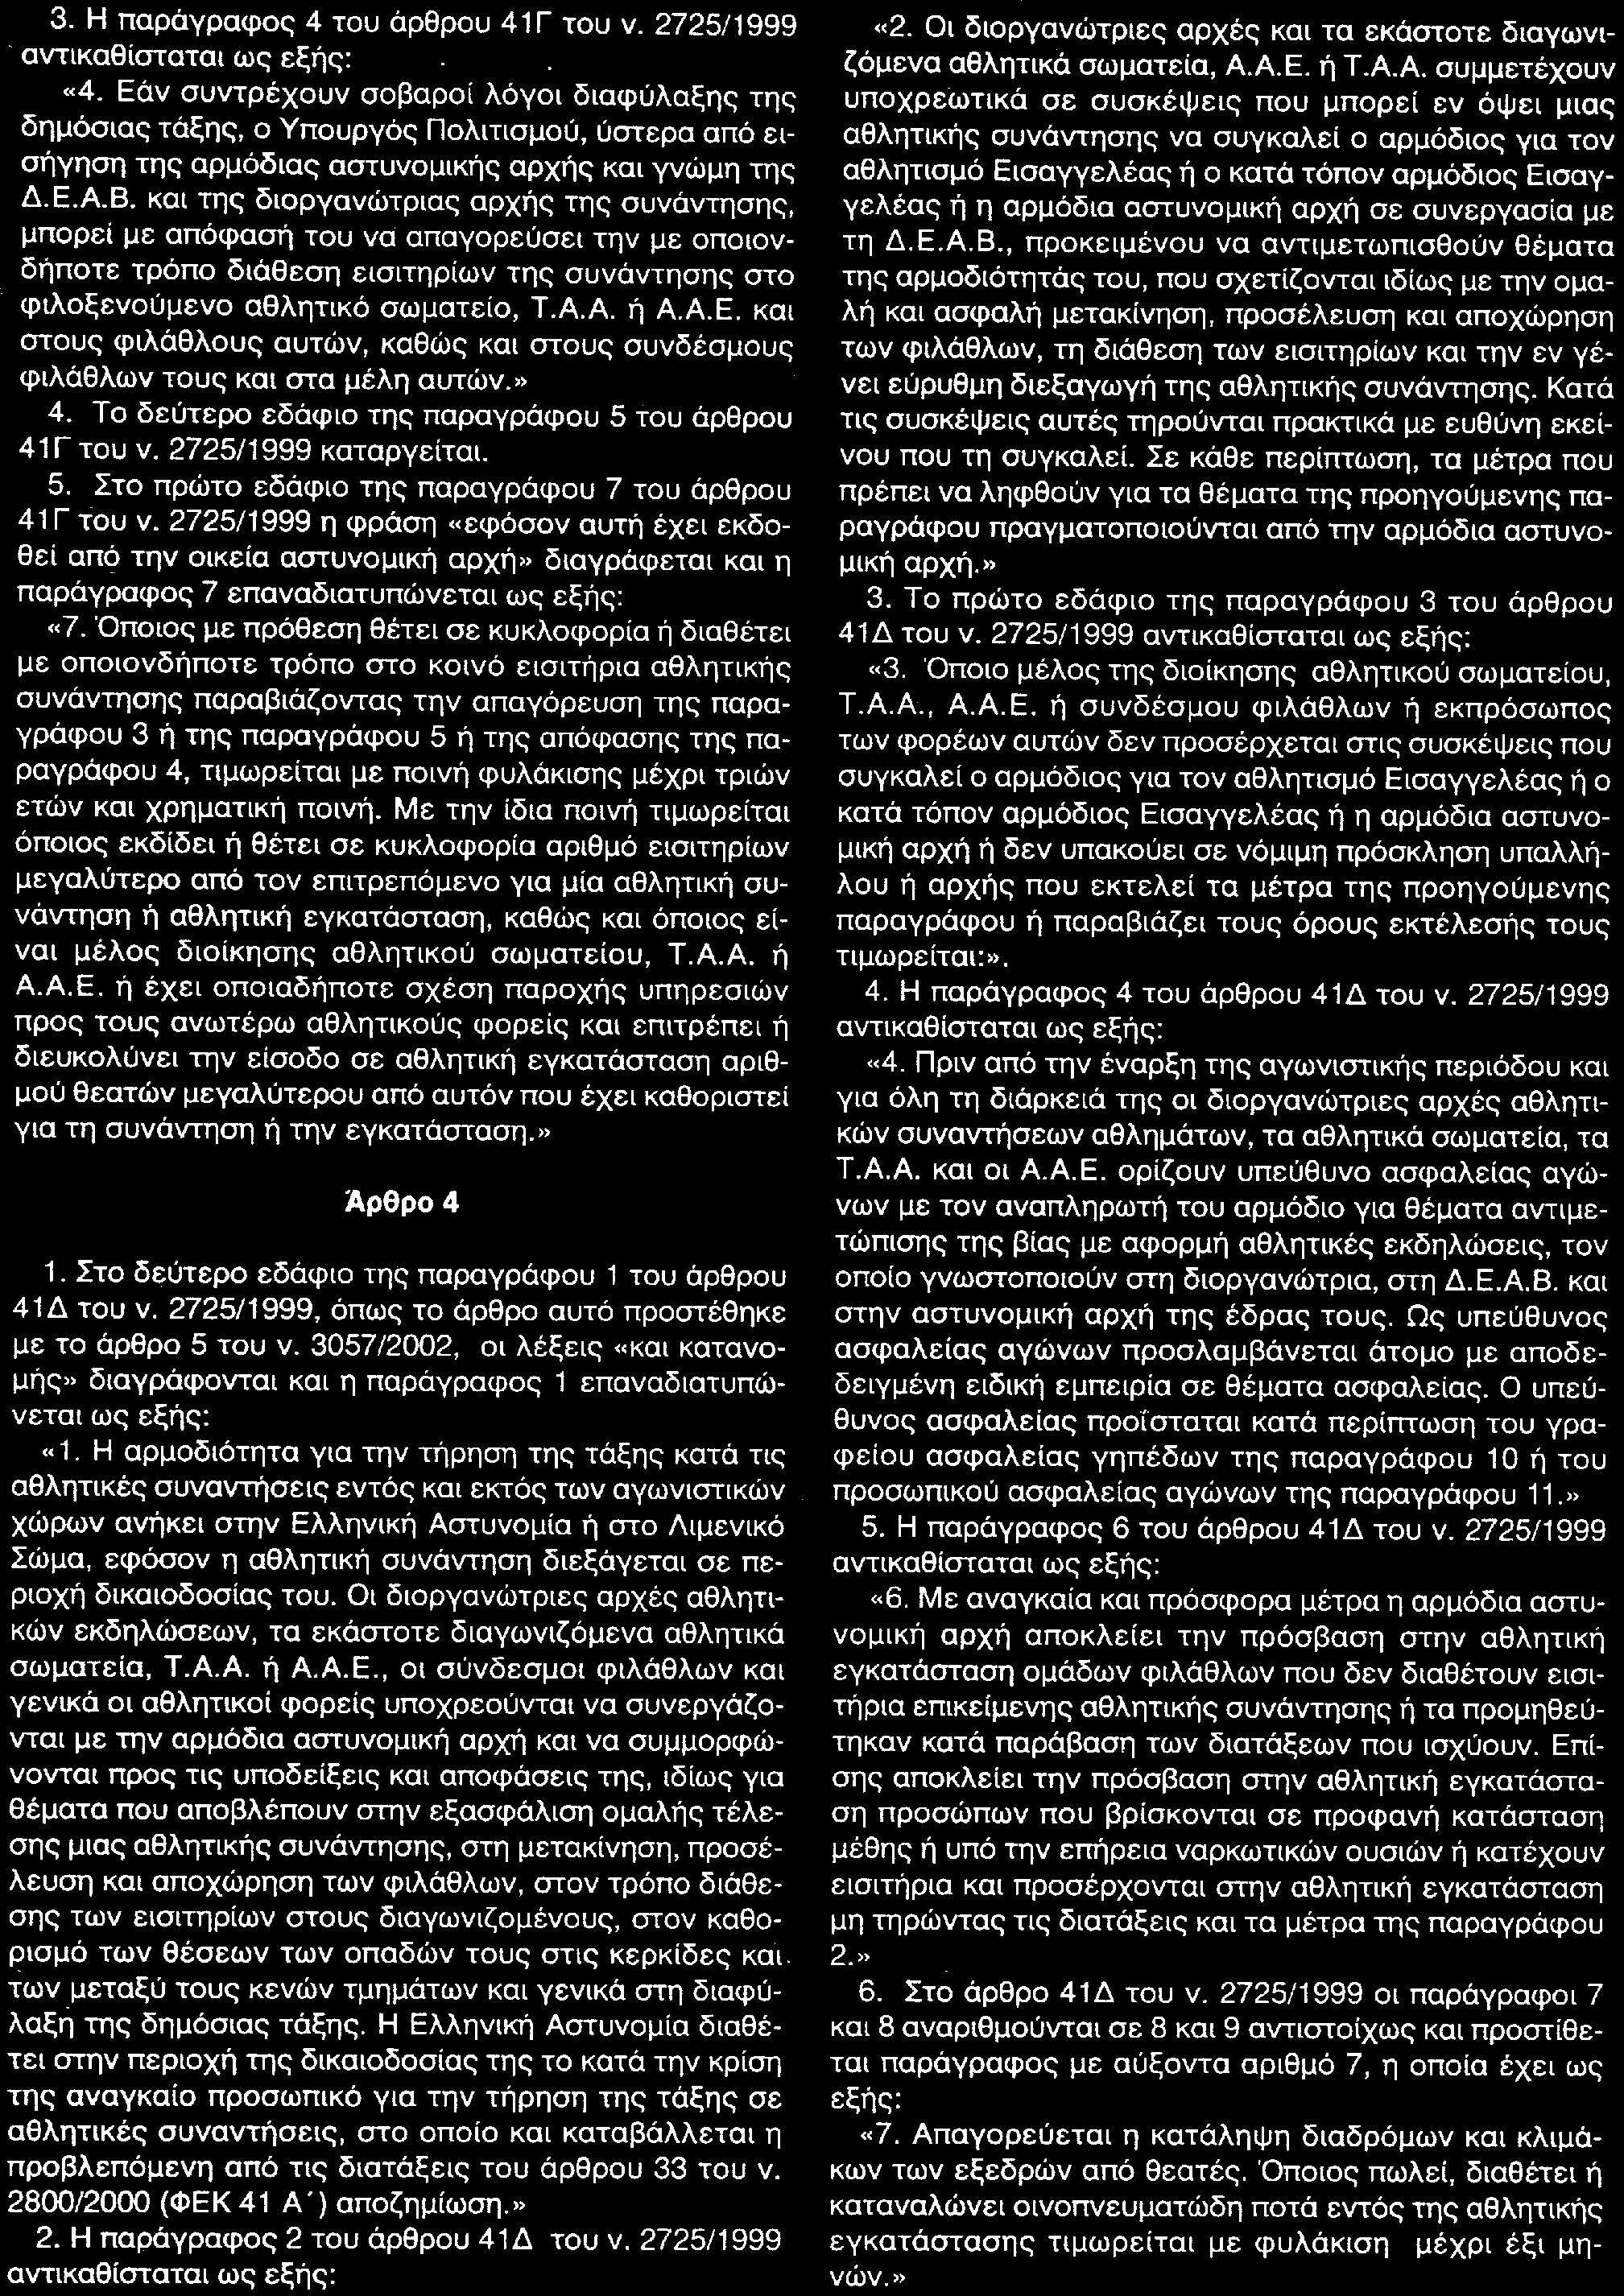 3. Η παράγραφος 4 του άρθρου 41Γ του ν. 2725/1999
αντικαθίσταται ως εξής:
«4. Εάν συντρέχουν σοβαροί λόγοι διαφύλαξης της
δημόσιας τάξης, ο Υπουργός Πολιτισμού, ύστερα από ει-
σήγηση της αρμόδιας αστυνομικής αρχής και γνώμη της
Δ.Ε.Α.Β. και της διοργανώτριας αρχής της συνάντησης,
μπορεί με απόφασή του να απαγορεύσει την με οποιον-
δήποτε τρόπο διάθεση εισιτηρίων της συνάντησης στο
φιλοξενούμενο αθλητικό σωματείο, Τ.Α.Α. ή Α.Α.Ε. και
στους φιλάθλους αυτών, καθώς και στους συνδέσμους
φιλάθλων τους και στα μέλη αυτών.»
4. Το δεύτερο εδάφιο της παραγράφου 5 του άρθρου
41Γ του ν. 2725/1999 καταργείται.
5. Στο πρώτο εδάφιο της παραγράφου 7 του άρθρου
41Γ του ν. 2725/1999 η φράση «εφόσον αυτή έχει εκδο-
θεί από την οικεία αστυνομική αρχή» διαγράφεται και η
παράγραφος 7 επαναδιατυπώνεται ως εξής:
«7. Όποιος με πρόθεση θέτει σε κυκλοφορία ή διαθέτει
με οποιονδήποτε τρόπο στο κοινό εισιτήρια αθλητικής
συνάντησης παραβιάζοντας την απαγόρευση της παρα-
γράφου 3 ή της παραγράφου 5 ή της απόφασης της πα-
ραγράφου 4, τιμωρείται με ποινή φυλάκισης μέχρι τριών
ετών και χρηματική ποινή. Με την ίδια ποινή τιμωρείται
όποιος εκδίδει ή θέτει σε κυκλοφορία αριθμό εισιτηρίων
μεγαλύτερο από τον επιτρεπόμενο για μία αθλητική συ-
νάντηση ή αθλητική εγκατάσταση, καθώς και όποιος εί-
ναι μέλος διοίκησης αθλητικού σωματείου, Τ.Α.Α. ή
Α.Α.Ε. ή έχει οποιαδήποτε σχέση παροχής υπηρεσιών
προς τους ανωτέρω αθλητικούς φορείς και επιτρέπει ή
διευκολύνει την είσοδο σε αθλητική εγκατάσταση αριθ-
μού θεατών μεγαλύτερου από αυτόν που έχει καθοριστεί
για τη συνάντηση ή την εγκατάσταση.»
Άρθρο 4
1. Στο δεύτερο εδάφιο της παραγράφου 1 του άρθρου
41Δ του ν. 2725/1999, όπως το άρθρο αυτό προστέθηκε
με το άρθρο 5 του ν. 3057/2002, οι λέξεις «και κατανο-
μής» διαγράφονται και η παράγραφος 1 επαναδιατυπώ-
νεται ως εξής:
«1. Η αρμοδιότητα για την τήρηση της τάξης κατά τις
αθλητικές συναντήσεις εντός και εκτός των αγωνιστικών
χώρων ανήκει στην Ελληνική Αστυνομία ή στο Λιμενικό
Σώμα, εφόσον η αθλητική συνάντηση διεξάγεται σε πε-
ριοχή δικαιοδοσίας του. Οι διοργανώτριες αρχές αθλητι-
κών εκδηλώσεων, τα εκάστοτε διαγωνιζόμενα αθλητικά
σωματεία, Τ.Α.Α. ή Α.Α.Ε., οι σύνδεσμοι φιλάθλων και
γενικά οι αθλητικοί φορείς υποχρεούνται να συνεργάζο-
νται με την αρμόδια αστυνομική αρχή και να συμμορφώ-
νονται προς τις υποδείξεις και αποφάσεις της, ιδίως για
θέματα που αποβλέπουν στην εξασφάλιση ομαλής τέλε-
σης μιας αθλητικής συνάντησης, στη μετακίνηση, προσέ-
λευση και αποχώρηση των φιλάθλων, στον τρόπο διάθε-
σης των εισιτηρίων στους διαγωνιζομένους, στον καθο-
ρισμό των θέσεων των οπαδών τους στις κερκίδες και
των μεταξύ τους κενών τμημάτων και γενικά στη διαφύ-
λαξη της δημόσιας τάξης. Η Ελληνική Αστυνομία διαθέ-
τει στην περιοχή της δικαιοδοσίας της το κατά την κρίση
της αναγκαίο προσωπικό για την τήρηση της τάξης σε
αθλητικές συναντήσεις, στο οποίο και καταβάλλεται η
προβλεπόμενη από τις διατάξεις του άρθρου 33 του ν.
2800/2000 (ΦΕΚ 41 Α΄) αποζημίωση.»
2. Η παράγραφος 2 του άρθρου 41Δ του ν. 2725/1999
αντικαθίσταται ως εξής:
«2. Οι διοργανώτριες αρχές και τα εκάστοτε διαγωνι-
ζόμενα αθλητικά σωματεία, Α.Α.Ε. ή Τ.Α.Α. συμμετέχουν
υποχρεωτικά σε συσκέψεις που μπορεί εν όψει μιας
αθλητικής συνάντησης να συγκαλεί ο αρμόδιος για τον
αθλητισμό Εισαγγελέας ή ο κατά τόπον αρμόδιος Εισαγ-
γελέας ή η αρμόδια αστυνομική αρχή σε συνεργασία με
τη Δ.Ε.Α.Β., προκειμένου να αντιμετωπισθούν θέματα
της αρμοδιότητάς του, που σχετίζονται ιδίως με την ομα-
λή και ασφαλή μετακίνηση, προσέλευση και αποχώρηση
των φιλάθλων, τη διάθεση των εισιτηρίων και την εν γέ-
νει εύρυθμη διεξαγωγή της αθλητικής συνάντησης. Κατά
τις συσκέψεις αυτές τηρούνται πρακτικά με ευθύνη εκεί-
νου που τη συγκαλεί. Σε κάθε περίπτωση, τα μέτρα που
πρέπει να ληφθούν για τα θέματα της προηγούμενης πα-
ραγράφου πραγματοποιούνται από την αρμόδια αστυνο-
μική αρχή.»
3. Το πρώτο εδάφιο της παραγράφου 3 του άρθρου
41Δ του ν. 2725/1999 αντικαθίσταται ως εξής:
«3. Όποιο μέλος της διοίκησης αθλητικού σωματείου,
Τ.Α.Α., Α.Α.Ε. ή συνδέσμου φιλάθλων ή εκπρόσωπος
των φορέων αυτών δεν προσέρχεται στις συσκέψεις που
συγκαλεί ο αρμόδιος για τον αθλητισμό Εισαγγελέας ή ο
κατά τόπον αρμόδιος Εισαγγελέας ή η αρμόδια αστυνο-
μική αρχή ή δεν υπακούει σε νόμιμη πρόσκληση υπαλλή-
λου ή αρχής που εκτελεί τα μέτρα της προηγούμενης
παραγράφου ή παραβιάζει τους όρους εκτέλεσής τους
τιμωρείται:».
4. Η παράγραφος 4 του άρθρου 41Δ του ν. 2725/1999
αντικαθίσταται ως εξής:
«4. Πριν από την έναρξη της αγωνιστικής περιόδου και
για όλη τη διάρκειά της οι διοργανώτριες αρχές αθλητι-
κών συναντήσεων αθλημάτων, τα αθλητικά σωματεία, τα
Τ.Α.Α. και οι Α.Α.Ε. ορίζουν υπεύθυνο ασφαλείας αγώ-
νων με τον αναπληρωτή του αρμόδιο για θέματα αντιμε-
τώπισης της βίας με αφορμή αθλητικές εκδηλώσεις, τον
οποίο γνωστοποιούν στη διοργανώτρια, στη Δ.Ε.Α.Β. και
στην αστυνομική αρχή της έδρας τους. Ως υπεύθυνος
ασφαλείας αγώνων προσλαμβάνεται άτομο με αποδε-
δειγμένη ειδική εμπειρία σε θέματα ασφαλείας. Ο υπεύ-
θυνος ασφαλείας προΐσταται κατά περίπτωση του γρα-
φείου ασφαλείας γηπέδων της παραγράφου 10 ή του
προσωπικού ασφαλείας αγώνων της παραγράφου 11.»
5. Η παράγραφος 6 του άρθρου 41Δ του ν. 2725/1999
αντικαθίσταται ως εξής:
«6. Με αναγκαία και πρόσφορα μέτρα η αρμόδια αστυ-
νομική αρχή αποκλείει την πρόσβαση στην αθλητική
εγκατάσταση ομάδων φιλάθλων που δεν διαθέτουν εισι-
τήρια επικείμενης αθλητικής συνάντησης ή τα προμηθεύ-
τηκαν κατά παράβαση των διατάξεων που ισχύουν. Επί-
σης αποκλείει την πρόσβαση στην αθλητική εγκατάστα-
ση προσώπων που βρίσκονται σε προφανή κατάσταση
μέθης ή υπό την επήρεια ναρκωτικών ουσιών ή κατέχουν
εισιτήρια και προσέρχονται στην αθλητική εγκατάσταση
μη τηρώντας τις διατάξεις και τα μέτρα της παραγράφου
2.»
6. Στο άρθρο 41Δ του ν. 2725/1999 οι παράγραφοι 7
και 8 αναριθμούνται σε 8 και 9 αντιστοίχως και προστίθε-
ται παράγραφος με αύξοντα αριθμό 7, η οποία έχει ως
εξής:
«7. Απαγορεύεται η κατάληψη διαδρόμων και κλιμά-
κων των εξεδρών από θεατές. Όποιος πωλεί, διαθέτει ή
καταναλώνει οινοπνευματώδη ποτά εντός της αθλητικής
εγκατάστασης τιμωρείται με φυλάκιση μέχρι έξι μη-
νών.»